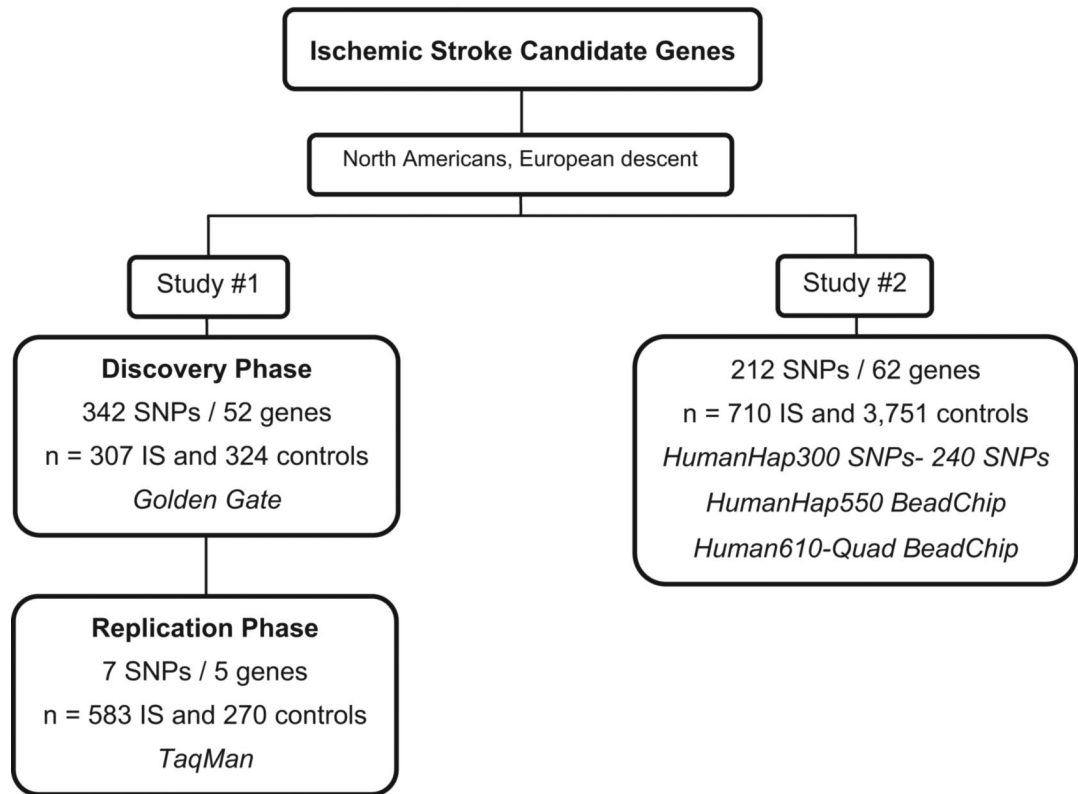 Ischemic Stroke Candidate Genes
North Americans, European descent
Study #1
Discovery Phase
342 SNPs / 52 genes
n = 307 IS and 324 controls
Golden Gate
Replication Phase
7 SNPs / 5 genes
n = 583 IS and 270 controls
TaqMan
Study #2
212 SNPs / 62 genes
n = 710 IS and 3,751 controls
HumanHap300 SNPs- 240 SNPs
HumanHap550 BeadChip
Human610-Quad BeadChip